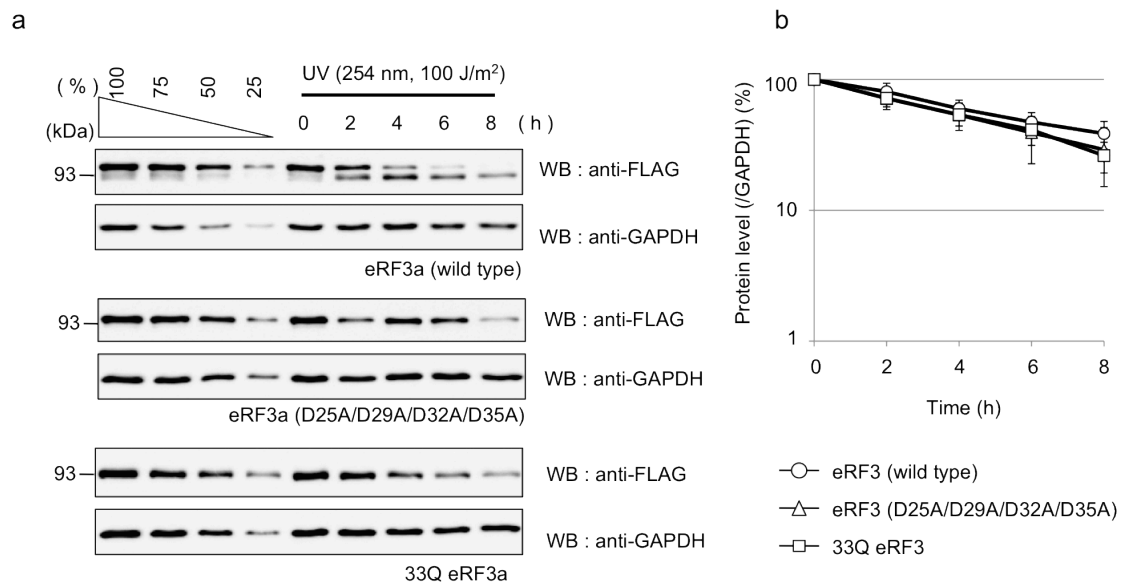 a
( % ) 100 75 50 25
UV (254 nm, 100 J/m²)
0 2 4 6 8 ( h )
(kDa)
93 WB : anti-FLAG
WB : anti-GAPDH
eRF3a (wild type)
93 WB : anti-FLAG
WB : anti-GAPDH
eRF3a (D25A/D29A/D32A/D35A)
93 WB : anti-FLAG
WB : anti-GAPDH
33Q eRF3a
b
Protein level (/GAPDH) (%)
100
10
1
0 2 4 6 8
Time (h)
eRF3 (wild type)
eRF3 (D25A/D29A/D32A/D35A)
33Q eRF3